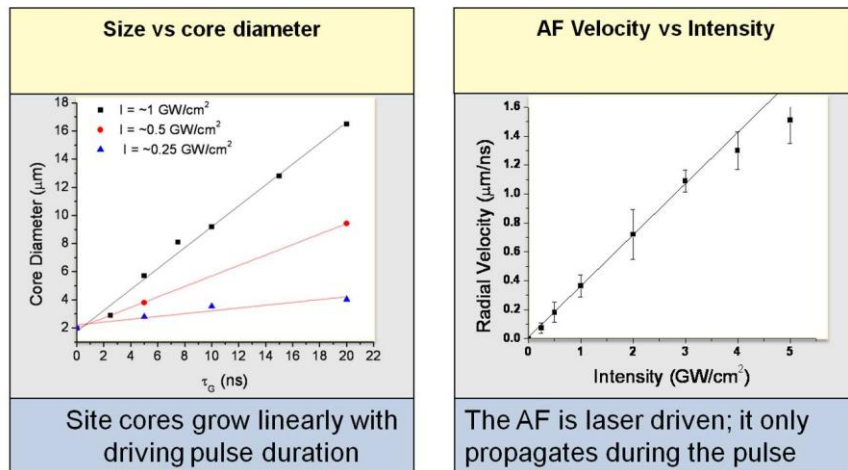 Size vs core diameter
I = ~1 GW/cm²
I = ~0.5 GW/cm²
I = ~0.25 GW/cm²
18
16
14
12
10
8
6
4
2
Core Diameter (μm)
0 2 4 6 8 10 12 14 16 18 20 22
τG (ns)
Site cores grow linearly with
driving pulse duration
AF Velocity vs Intensity
1.6
1.4
1.2
1.0
0.8
0.6
0.4
0.2
0.0
Radial Velocity (μm/ns)
0 1 2 3 4 5
Intensity (GW/cm²)
The AF is laser driven; it only
propagates during the pulse